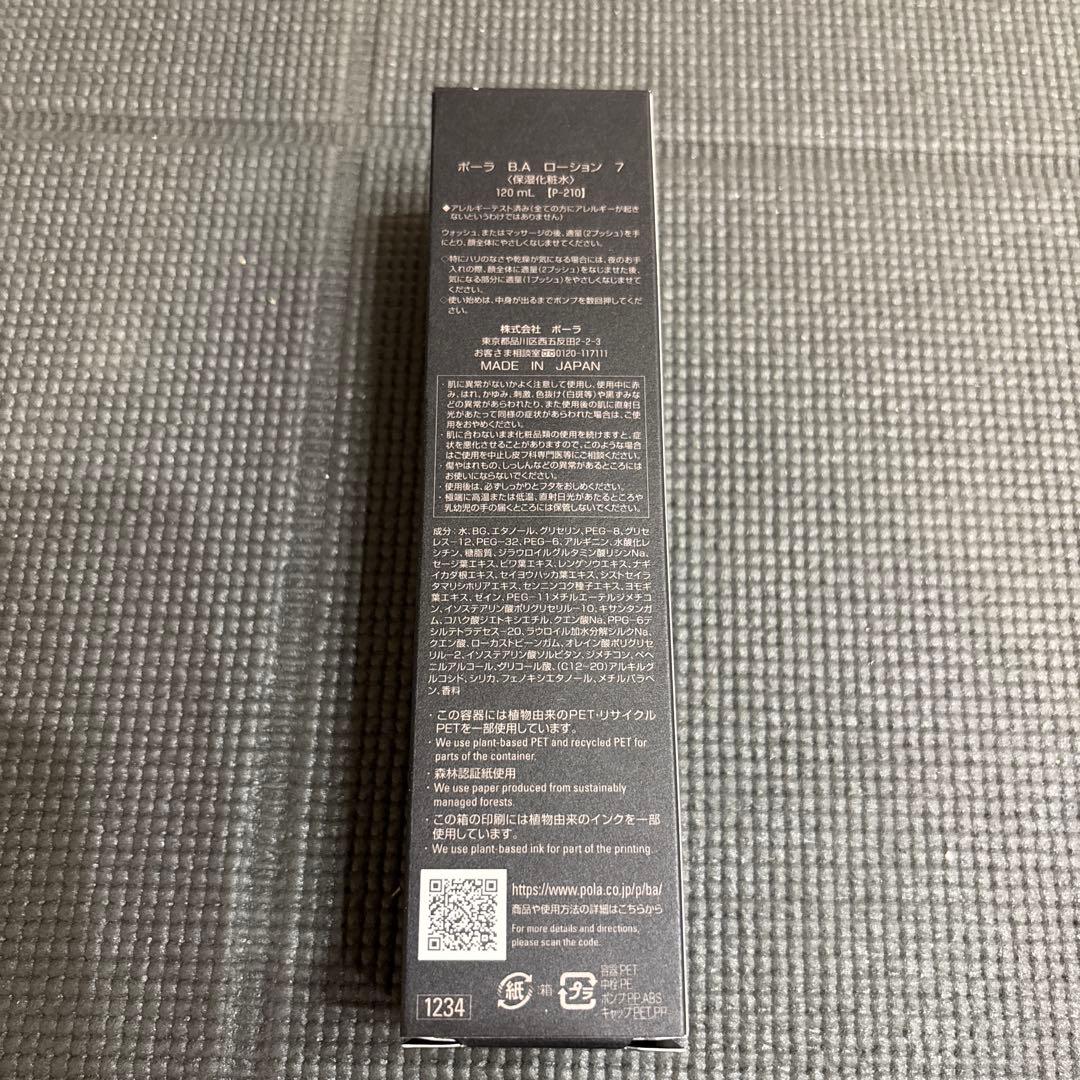 ポーラ B.A ローション 7
〈保湿化粧水〉
120 mL 【P-210】
◆アレルギーテスト済み(全ての方にアレルギーが起き
ないというわけではありません)
ウォッシュ、またはマッサージの後、適量(2プッシュ)を手
にとり、顔全体にやさしくなじませてください。
◇特にハリのなさや乾燥が気になる場合には、夜のお手
入れの際、顔全体に適量(2プッシュ)をなじませた後、
気になる部分に適量(1プッシュ)をやさしくなじませて
ください。
◇使い始めは、中身が出るまでポンプを数回押してくだ
さい。
株式会社 ポーラ
東京都品川区西五反田2-2-3
お客さま相談室 0120-117111
MADE IN JAPAN
・肌に異常がないかよく注意して使用し、使用中に赤
み、はれ、かゆみ、刺激、色抜け(白斑等)や黒ずみな
どの異常があらわれたり、また使用後の肌に直射日
光があたって同様の症状があらわれた場合は、ご使
用をおやめください。
・肌に合わないまま化粧品類の使用を続けますと、症
状を悪化させることがありますので、このような場合
はご使用を中止し皮フ科専門医等にご相談ください。
・傷やはれもの、しっしんなどの異常があるところには
お使いにならないでください。
・使用後は、必ずしっかりとフタをおしめください。
・極端に高温または低温、直射日光があたるところや
乳幼児の手の届くところには保管しないでください。
成分:水、BG、エタノール、グリセリン、PEG-8、グリセ
レス-12、PEG-32、PEG-6、アルギニン、水酸化レ
シチン、糖脂質、ジラウロイルグルタミン酸リシンNa、
セージ葉エキス、ビワ葉エキス、レンゲソウエキス、ナギ
イカダ根エキス、セイヨウハッカ葉エキス、シストセイラ
タマリシホリアエキス、センニンコク種子エキス、ヨモギ
葉エキス、ゼイン、PEG-11メチルエーテルジメチコ
ン、イソステアリン酸ポリグリセリル-10、キサンタンガ
ム、コハク酸ジエトキシエチル、クエン酸Na、PPG-6デ
シルテトラデセス-20、ラウロイル加水分解シルクNa、
クエン酸、ローカストビーンガム、オレイン酸ポリグリセ
リル-2、イソステアリン酸ソルビタン、ジメチコン、ベヘ
ニルアルコール、グリコール酸、(C12-20)アルキルグ
ルコシド、シリカ、フェノキシエタノール、メチルパラベ
ン、香料
・この容器には植物由来のPET・リサイクル
PETを一部使用しています。
・We use plant-based PET and recycled PET for
parts of the container.
・森林認証紙使用
・We use paper produced from sustainably
managed forests.
・この箱の印刷には植物由来のインクを一部
使用しています。
・We use plant-based ink for part of the printing.
https://www.pola.co.jp/p/ba/
商品や使用方法の詳細はこちらから
For more details and directions,
please scan the code.
紙 :箱 プラ
容器:PET
中栓:PE
ポンプ:PP,ABS
キャップ:PET,PP
1234